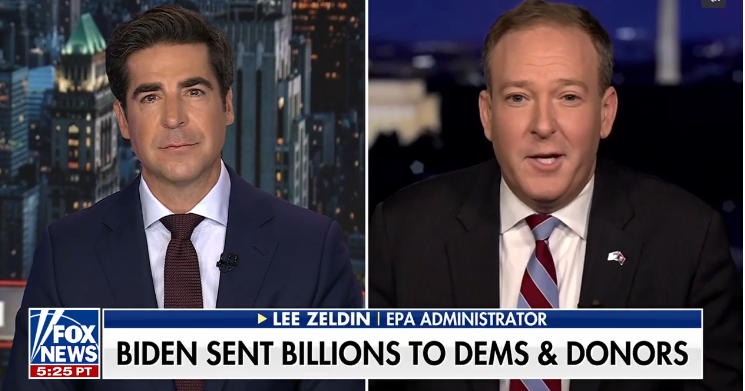 LEE ZELDIN | EPA ADMINISTRATOR
FOX
NEWS
5:25 PT
BIDEN SENT BILLIONS TO DEMS & DONORS